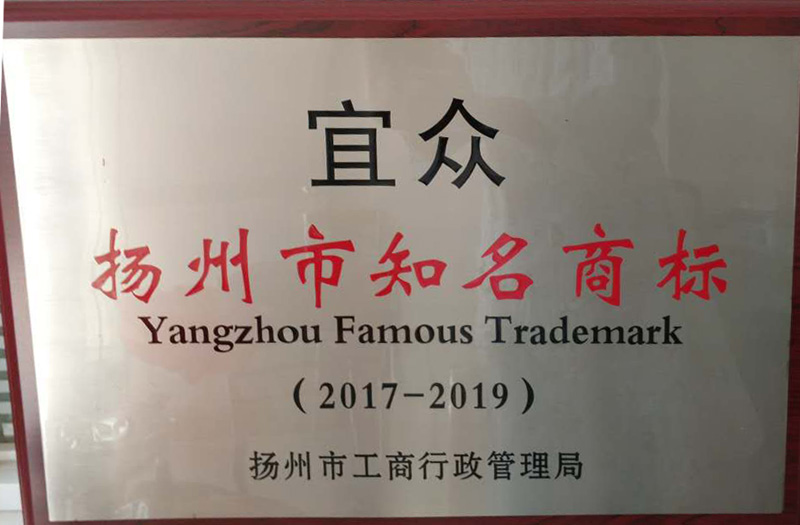 宜众
扬州市知名商标
Yangzhou Famous Trademark
（2017-2019）
扬州市工商行政管理局